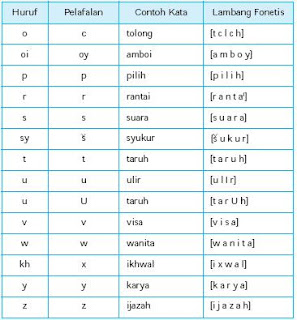 Huruf Pelafalan Contoh Kata Lambang Fonetis
o c tolong [t c l c h]
oi oy amboi [a m b o y]
p p pilih [p i l i h]
r r rantai [r a n t a']
s s suara [s u a r a]
sy š syukur [š u k u r]
t t taruh [t a r u h]
u u ulir [u l I r]
u U taruh [t a r U h]
v v visa [v i s a]
w w wanita [w a n i t a]
kh x ikhwal [i x w a l]
y y karya [k a r y a]
z z ijazah [i j a z a h]